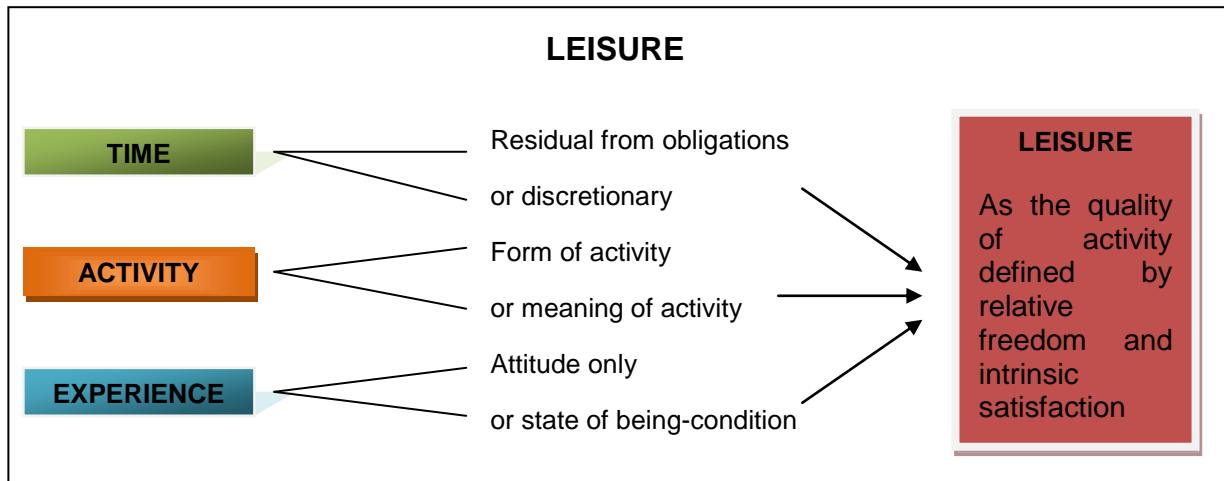 LEISURE
TIME
Residual from obligations
or discretionary
ACTIVITY
Form of activity
or meaning of activity
EXPERIENCE
Attitude only
or state of being-condition
LEISURE
As the quality
of activity
defined by
relative
freedom and
intrinsic
satisfaction